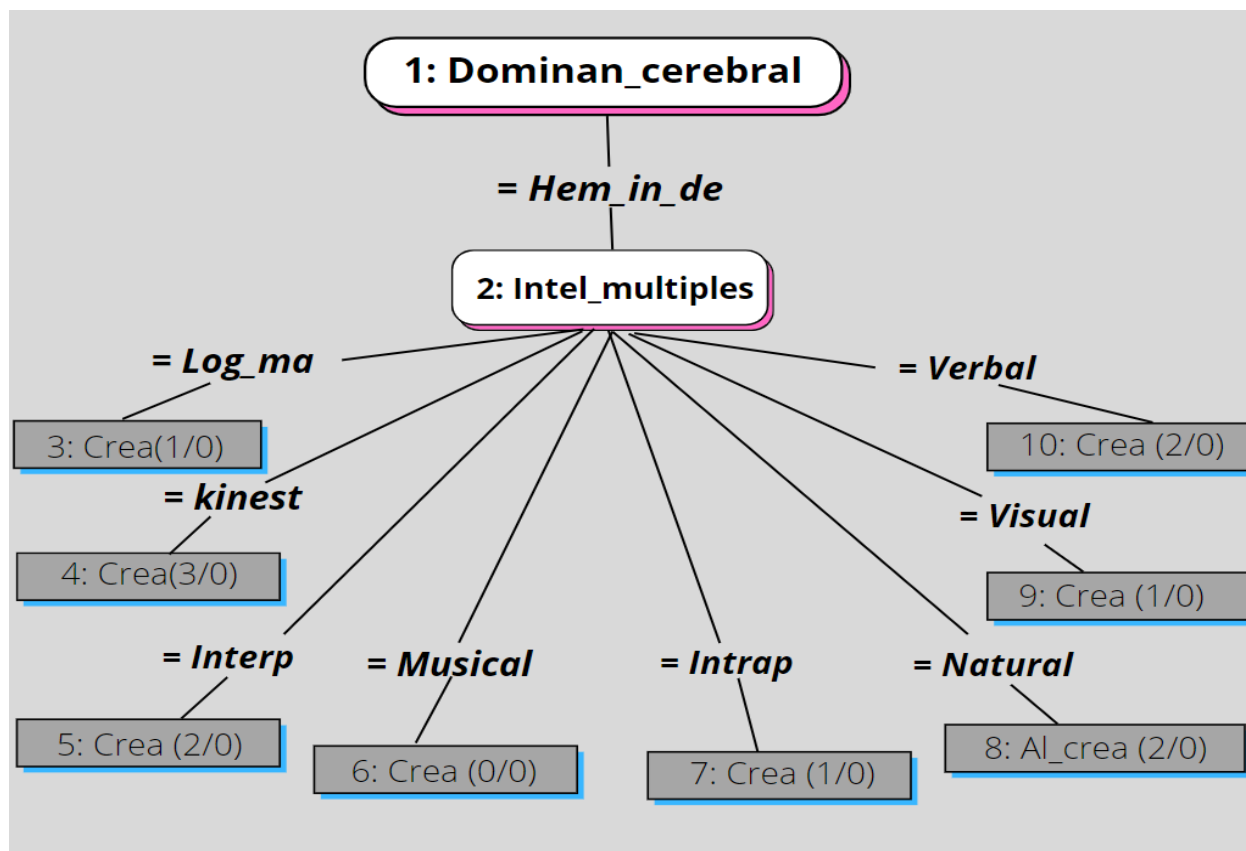 1: Dominan_cerebral
= Hem_in_de
2: Intel_multiples
= Log_ma
= Verbal
3: Crea(1/0)
10: Crea (2/0)
= kinest
= Visual
4: Crea(3/0)
9: Crea (1/0)
= Interp
= Musical
= Intrap
= Natural
5: Crea (2/0)
6: Crea (0/0)
7: Crea (1/0)
8: Al_crea (2/0)